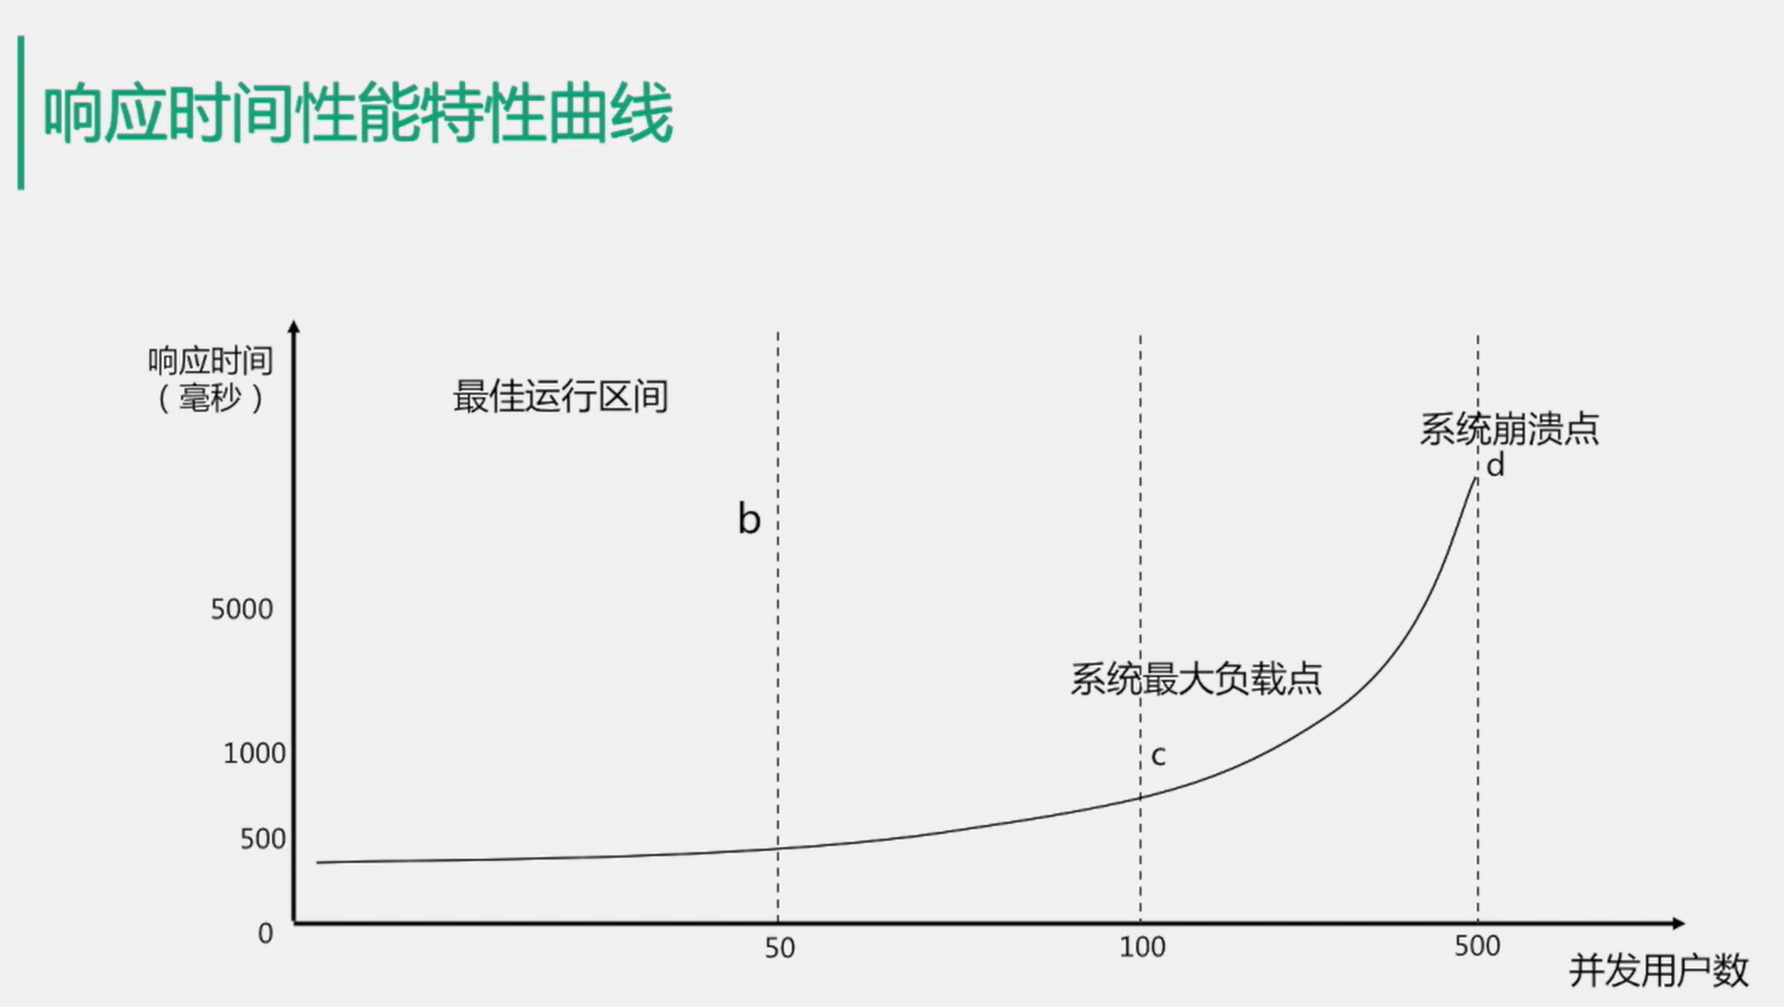 响应时间性能特性曲线
响应时间
（毫秒）
最佳运行区间
系统崩溃点
d
b
5000
系统最大负载点
1000
c
500
0
50
100
500
并发用户数